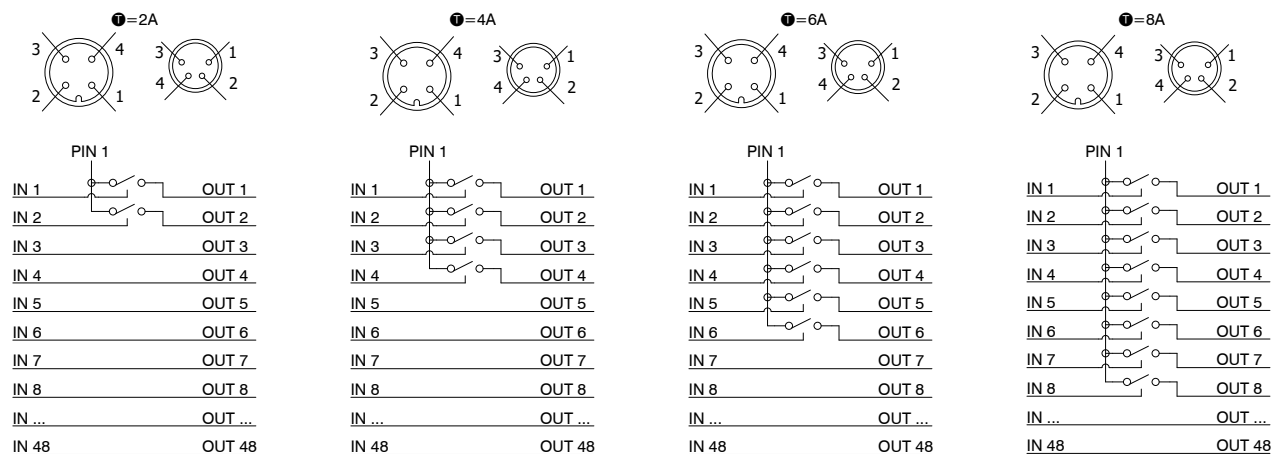 T=2A
3 4 3 1
2 1 4 2
PIN 1
IN 1 OUT 1
IN 2 OUT 2
IN 3 OUT 3
IN 4 OUT 4
IN 5 OUT 5
IN 6 OUT 6
IN 7 OUT 7
IN 8 OUT 8
IN ... OUT ...
IN 48 OUT 48
T=4A
3 4 3 1
2 1 4 2
PIN 1
IN 1 OUT 1
IN 2 OUT 2
IN 3 OUT 3
IN 4 OUT 4
IN 5 OUT 5
IN 6 OUT 6
IN 7 OUT 7
IN 8 OUT 8
IN ... OUT ...
IN 48 OUT 48
T=6A
3 4 3 1
2 1 4 2
PIN 1
IN 1 OUT 1
IN 2 OUT 2
IN 3 OUT 3
IN 4 OUT 4
IN 5 OUT 5
IN 6 OUT 6
IN 7 OUT 7
IN 8 OUT 8
IN ... OUT ...
IN 48 OUT 48
T=8A
3 4 3 1
2 1 4 2
PIN 1
IN 1 OUT 1
IN 2 OUT 2
IN 3 OUT 3
IN 4 OUT 4
IN 5 OUT 5
IN 6 OUT 6
IN 7 OUT 7
IN 8 OUT 8
IN ... OUT ...
IN 48 OUT 48